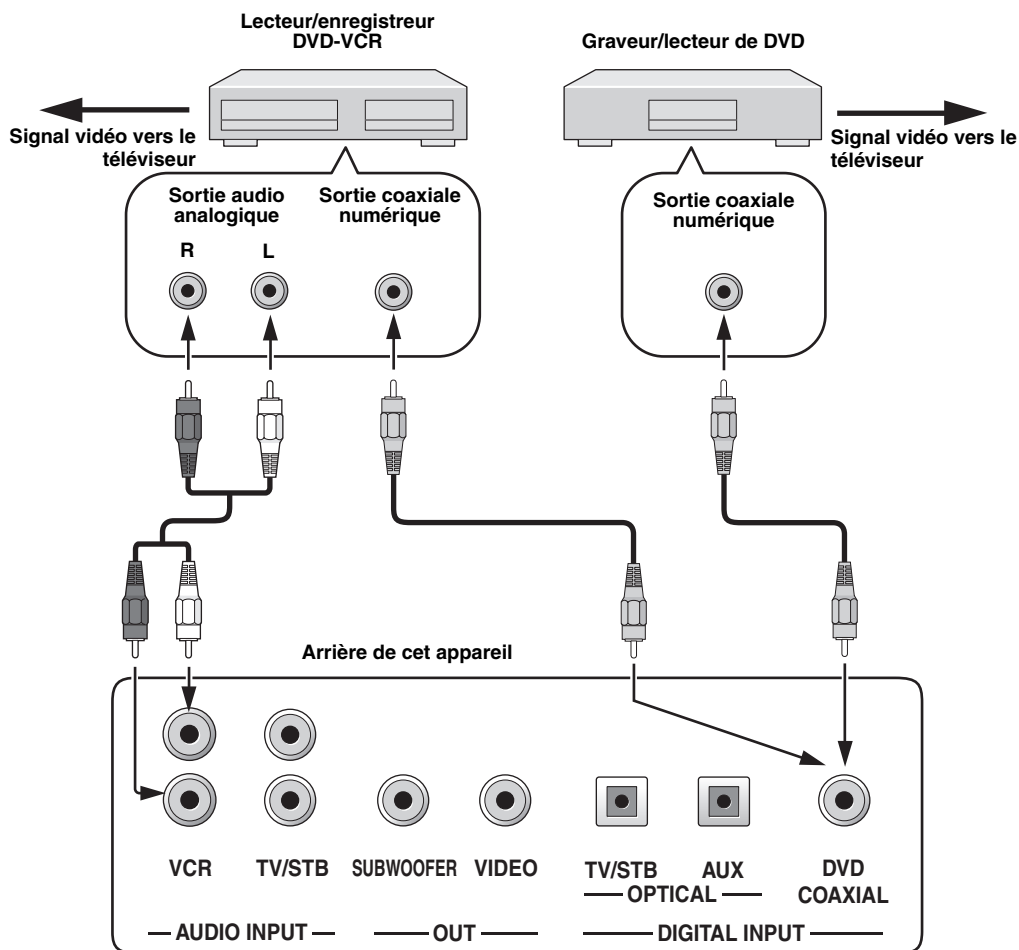 Lecteur/enregistreur
DVD-VCR
Graveur/lecteur de DVD
Signal vidéo vers le
téléviseur
Signal vidéo vers le
téléviseur
Sortie audio
analogique
Sortie coaxiale
numérique
Sortie coaxiale
numérique
R
L
Arrière de cet appareil
VCR
TV/STB
SUBWOOFER
VIDEO
TV/STB
AUX
DVD
COAXIAL
OPTICAL
AUDIO INPUT
OUT
DIGITAL INPUT